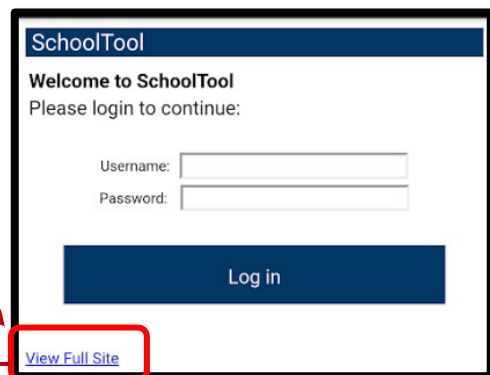 SchoolTool
Welcome to SchoolTool
Please login to continue:
Username:
Password:
Log in
View Full Site